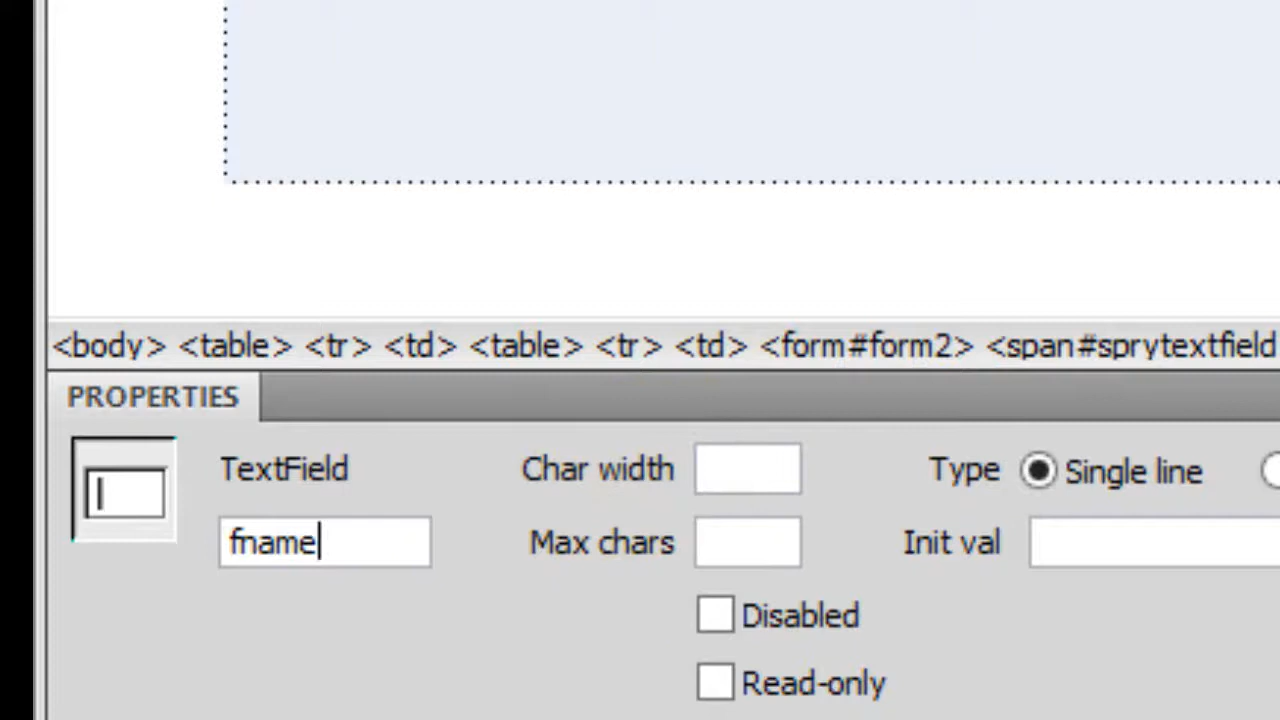 <body> <table> <tr> <td> <table> <tr> <td> <form#form2> <span#sprytextfield
PROPERTIES
TextField Char width Type Single line
fname Max chars Init val
Disabled
Read-only